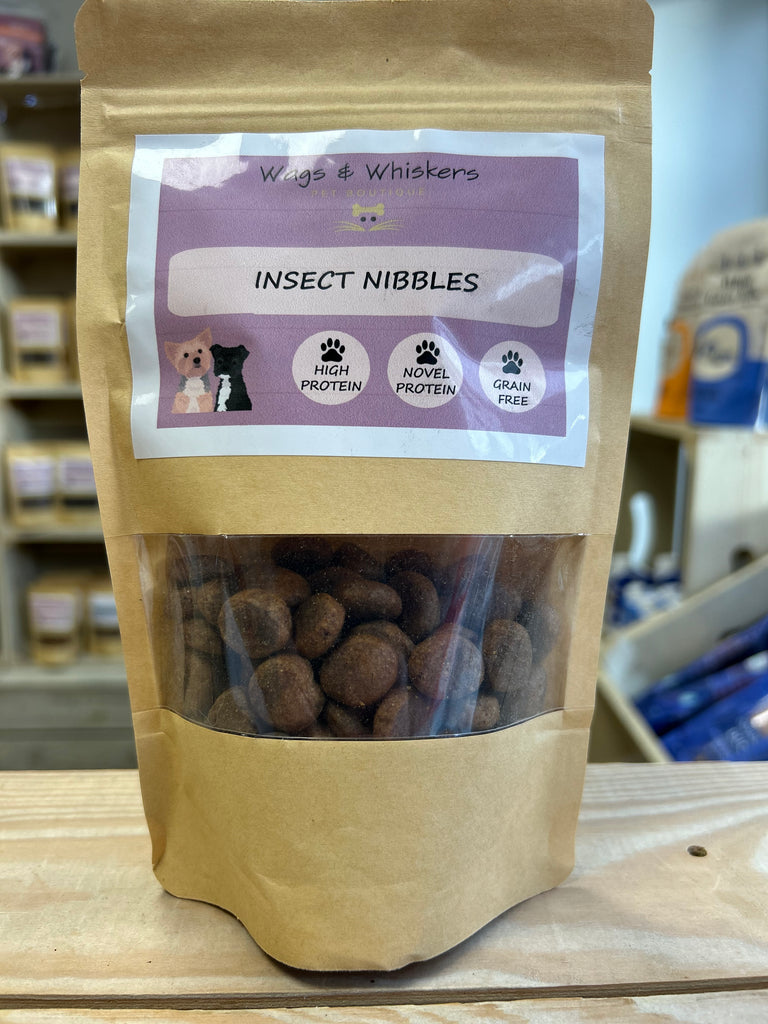 Wags & Whiskers
PET BOUTIQUE
INSECT NIBBLES
HIGH
PROTEIN
NOVEL
PROTEIN
GRAIN
FREE